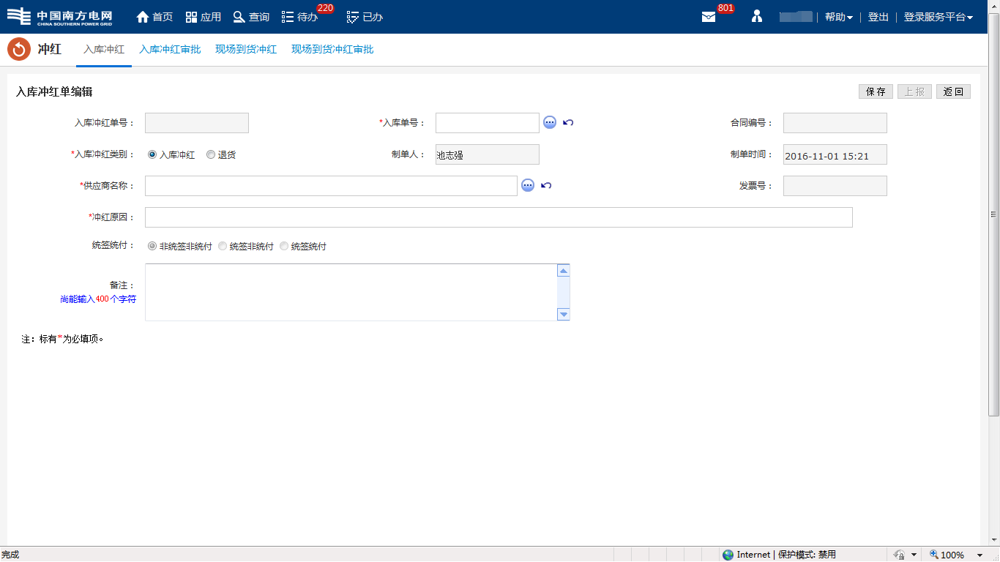 中国南方电网 CHINA SOUTHERN POWER GRID 首页 应用 查询 待办 220 已办 801 帮助 登出 登录服务平台
冲红 入库冲红 入库冲红审批 现场到货冲红 现场到货冲红审批
入库冲红单编辑 保存 上报 返回
入库冲红单号： *入库单号： 合同编号：
*入库冲红类别： 入库冲红 退货 制单人： 池志强 制单时间： 2016-11-01 15:21
*供应商名称： 发票号：
*冲红原因：
统签统付： 非统签非统付 统签非统付 统签统付
备注：
尚能输入400个字符
注：标有*为必填项。
完成 Internet | 保护模式: 禁用 100%